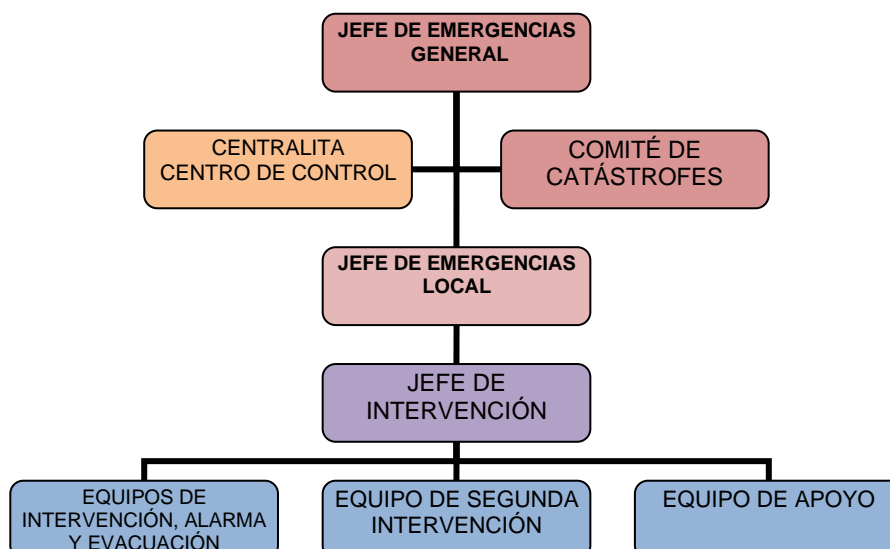 JEFE DE EMERGENCIAS
GENERAL
CENTRALITA
CENTRO DE CONTROL
COMITÉ DE
CATÁSTROFES
JEFE DE EMERGENCIAS
LOCAL
JEFE DE
INTERVENCIÓN
EQUIPOS DE
INTERVENCIÓN, ALARMA
Y EVACUACIÓN
EQUIPO DE SEGUNDA
INTERVENCIÓN
EQUIPO DE APOYO